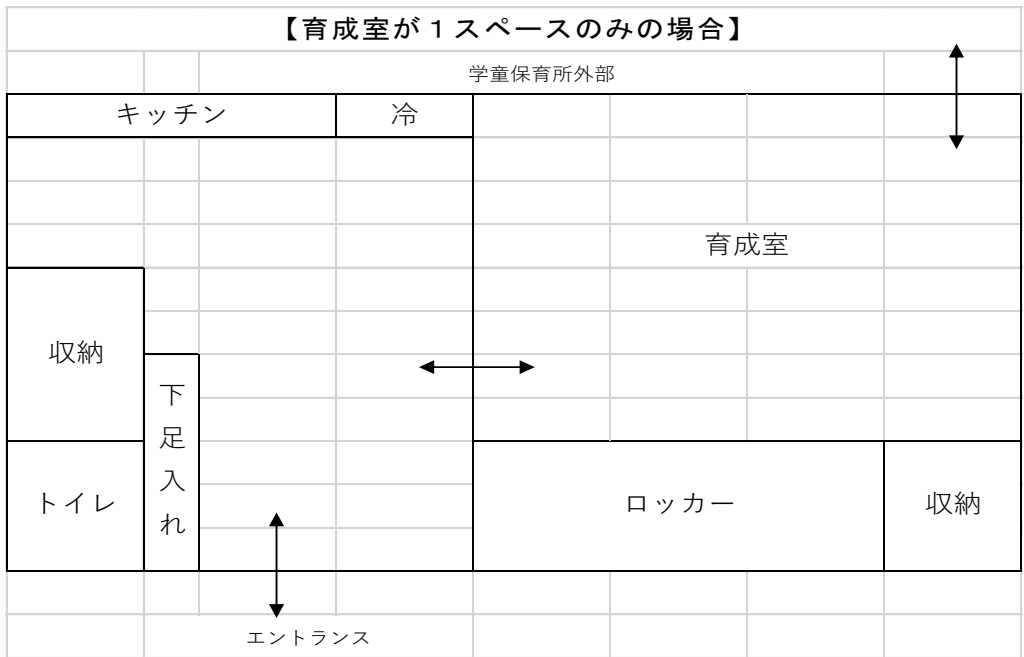 【育成室が１スペースのみの場合】
学童保育所外部
キッチン
冷
育成室
収納
下足入れ
トイレ
ロッカー
収納
エントランス